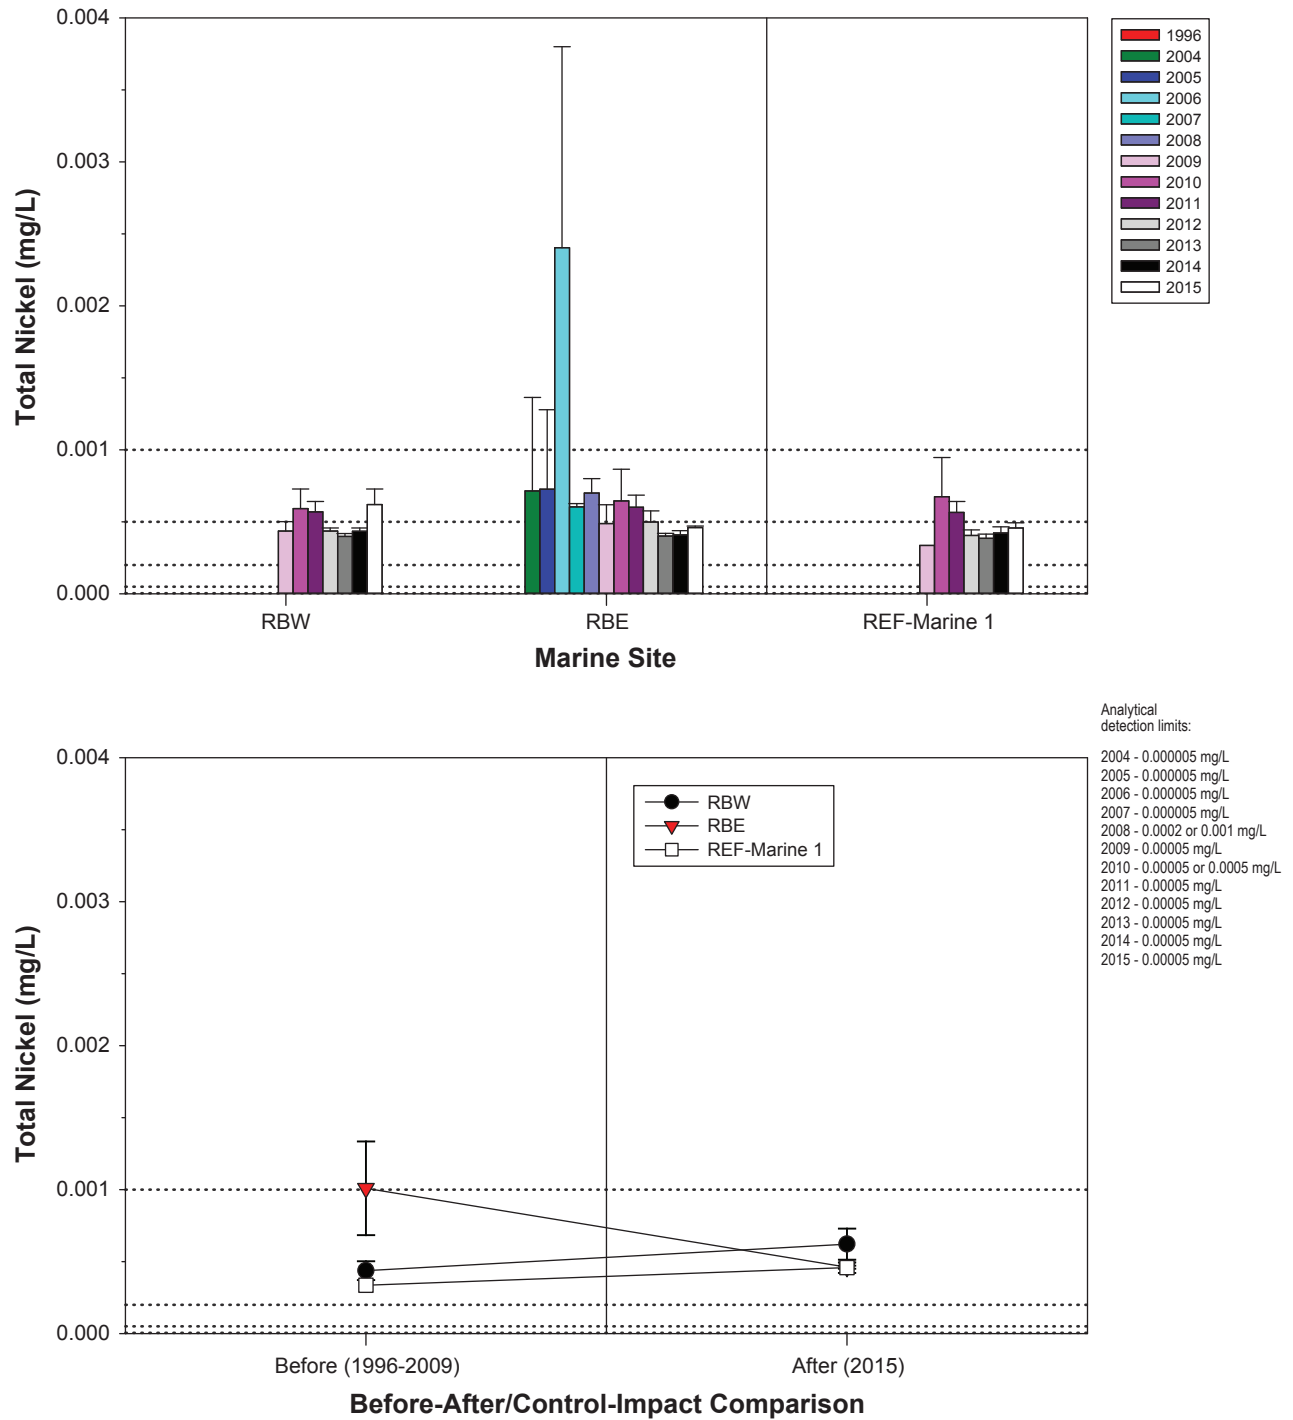 0.004
0.003
0.002
0.001
0.000
Total Nickel (mg/L)
RBW
RBE
REF-Marine 1
Marine Site
1996
2004
2005
2006
2007
2008
2009
2010
2011
2012
2013
2014
2015
Analytical
detection limits:
2004 - 0.000005 mg/L
2005 - 0.000005 mg/L
2006 - 0.000005 mg/L
2007 - 0.000005 mg/L
2008 - 0.0002 or 0.001 mg/L
2009 - 0.00005 mg/L
2010 - 0.00005 or 0.0005 mg/L
2011 - 0.00005 mg/L
2012 - 0.00005 mg/L
2013 - 0.00005 mg/L
2014 - 0.00005 mg/L
2015 - 0.00005 mg/L
0.004
0.003
0.002
0.001
0.000
Total Nickel (mg/L)
RBW
RBE
REF-Marine 1
Before (1996-2009)
After (2015)
Before-After/Control-Impact Comparison